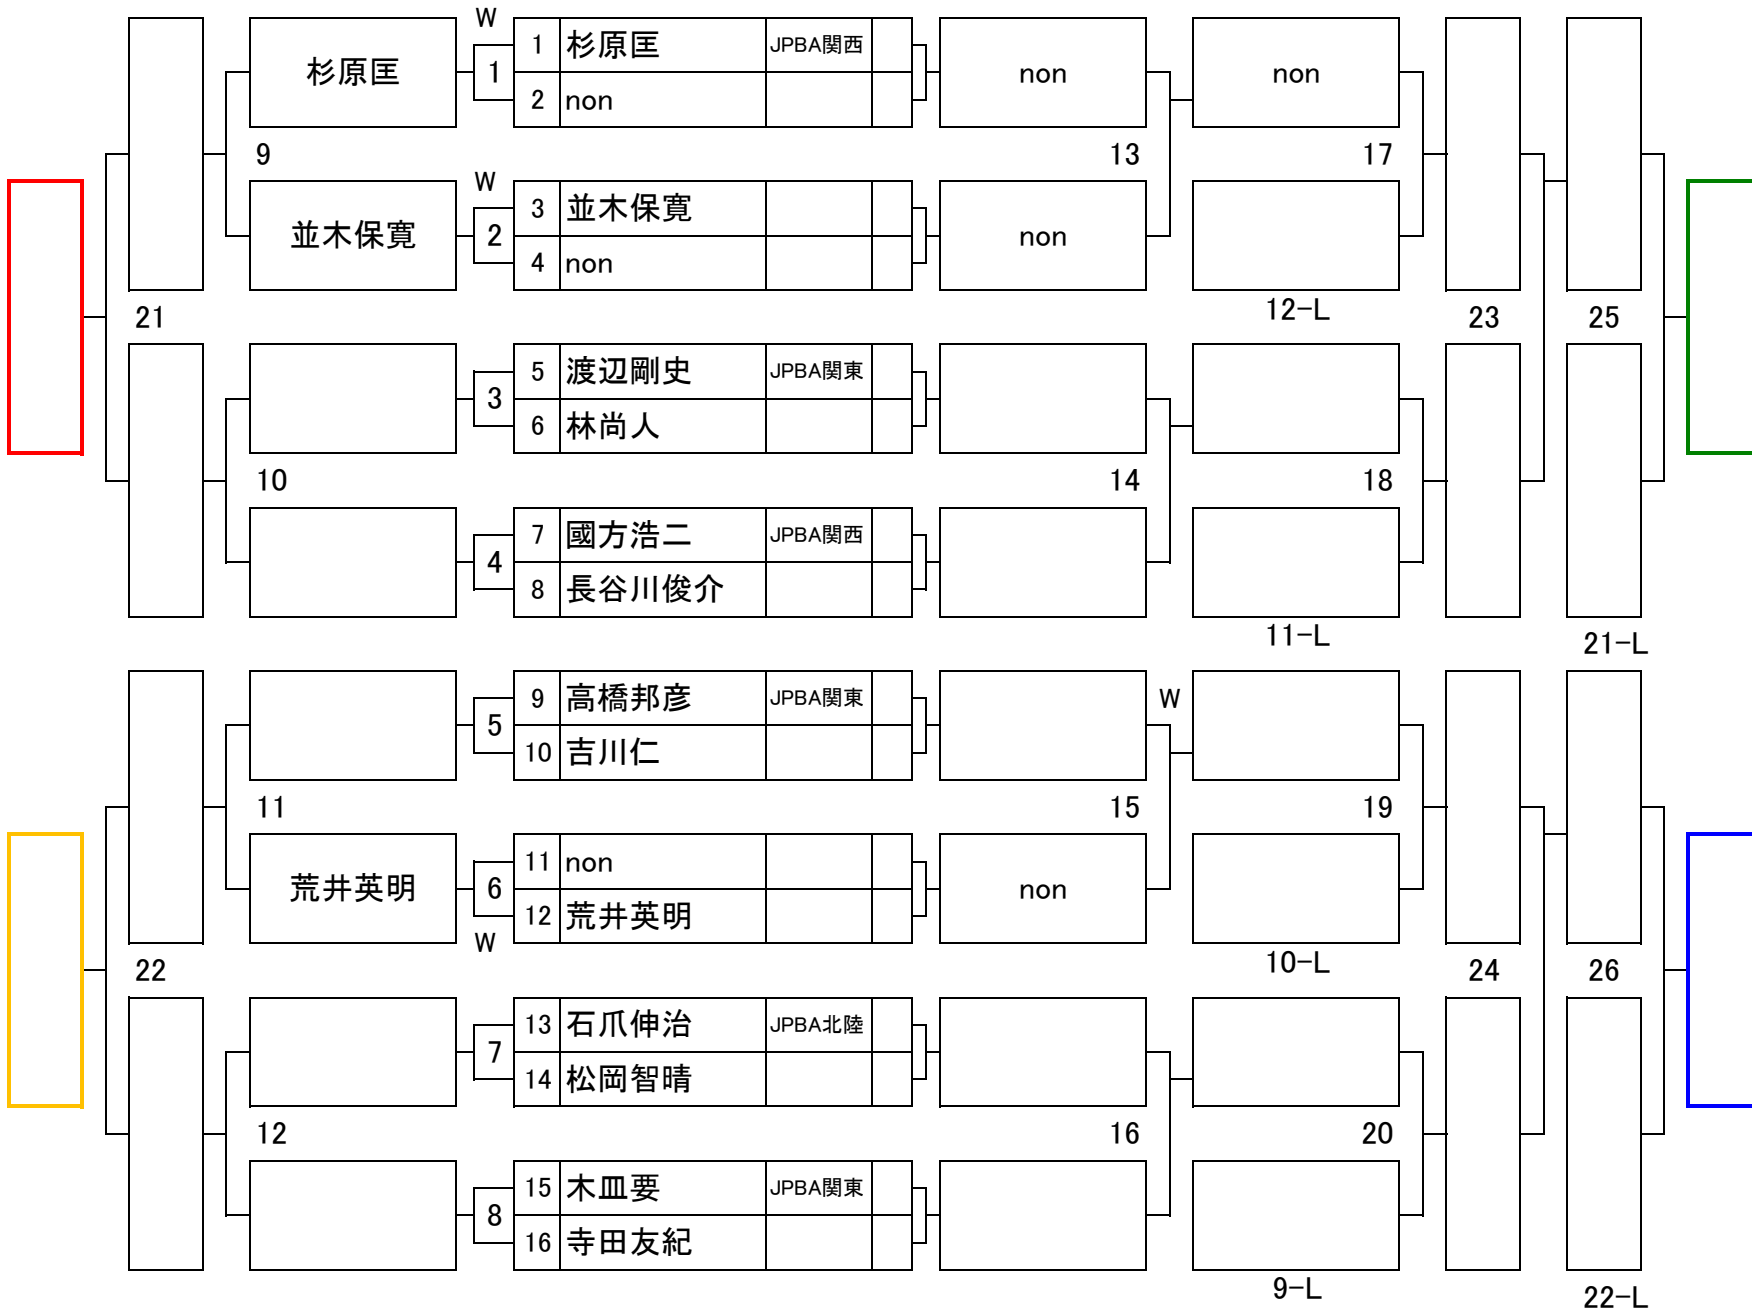 W
杉原匡 1 1 杉原匡 JPBA関西 non non
2 non
9 13 17
W
並木保寛 2 3 並木保寛 non
4 non
12-L
21 23 25
3 5 渡辺剛史 JPBA関東
6 林尚人
10 14 18
4 7 國方浩二 JPBA関西
8 長谷川俊介
11-L
21-L
5 9 高橋邦彦 JPBA関東 W
10 吉川仁
11 15 19
荒井英明 6 11 non non
12 荒井英明
W
10-L
22 24 26
7 13 石爪伸治 JPBA北陸
14 松岡智晴
12 16 20
8 15 木皿要 JPBA関東
16 寺田友紀
9-L
22-L